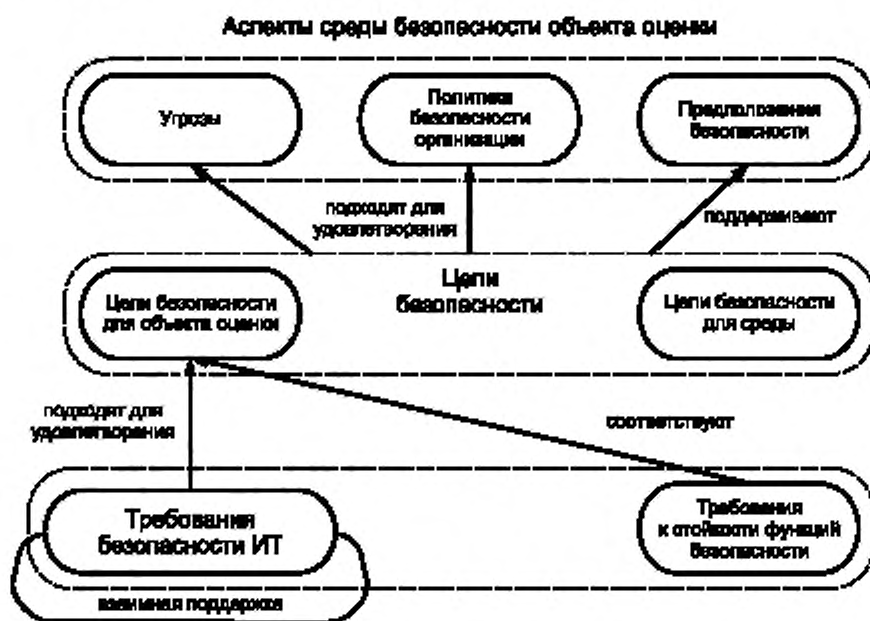 Аспекты среды безопасности объекта оценки
Угрозы
Политика
безопасности
организации
Предположения
безопасности
подходят для
удовлетворения
поддерживают
Цели безопасности
для объекта оценки
Цели
безопасности
Цели безопасности
для среды
подходят для
удовлетворения
соответствуют
Требования
безопасности ИТ
Требования
к стойкости функций
безопасности
взаимная поддержка